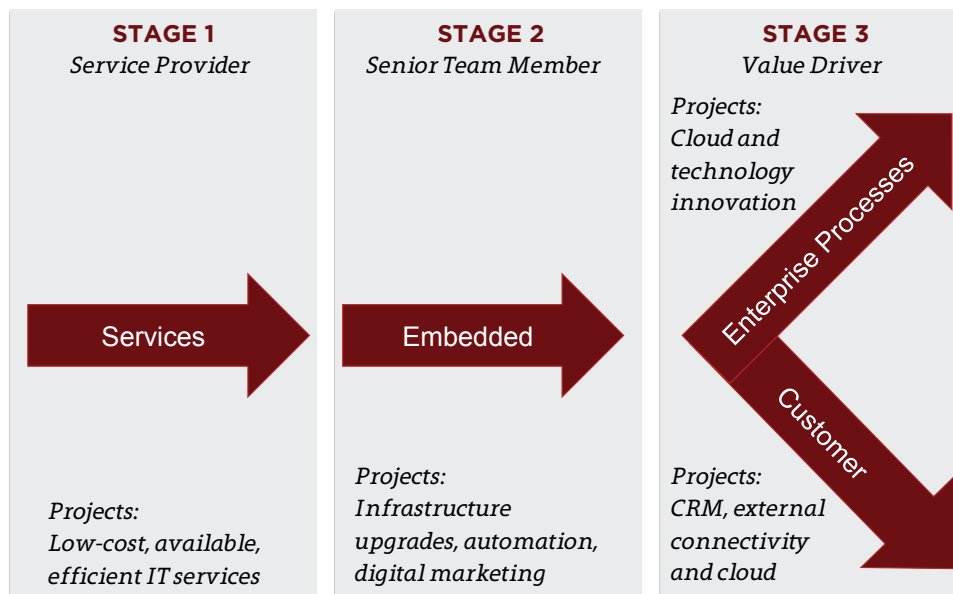 STAGE 1
Service Provider
Services
Projects:
Low-cost, available,
efficient IT services
STAGE 2
Senior Team Member
Embedded
Projects:
Infrastructure
upgrades, automation,
digital marketing
STAGE 3
Value Driver
Projects:
Cloud and
technology
innovation
Enterprise Processes
Customer
Projects:
CRM, external
connectivity
and cloud